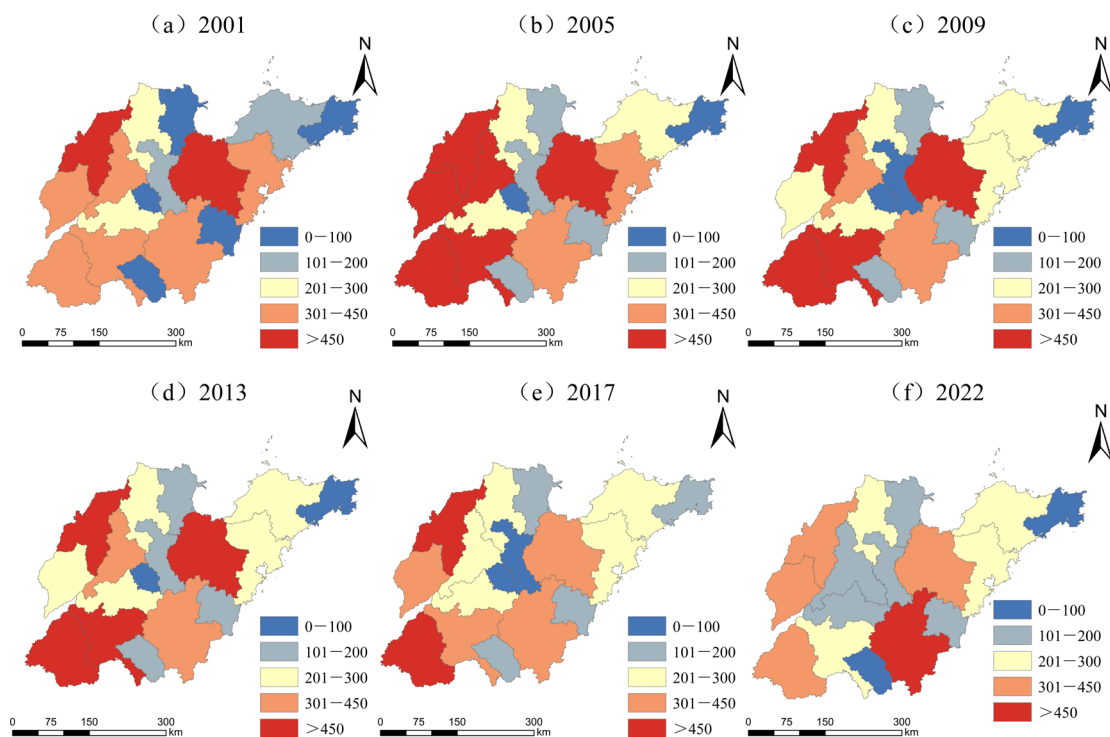 （a）2001
N
0－100
101－200
201－300
301－450
＞450
0 75 150 300
km
（b）2005
N
0－100
101－200
201－300
301－450
＞450
0 75 150 300
km
（c）2009
N
0－100
101－200
201－300
301－450
＞450
0 75 150 300
km
（d）2013
N
0－100
101－200
201－300
301－450
＞450
0 75 150 300
km
（e）2017
N
0－100
101－200
201－300
301－450
＞450
0 75 150 300
km
（f）2022
N
0－100
101－200
201－300
301－450
＞450
0 75 150 300
km